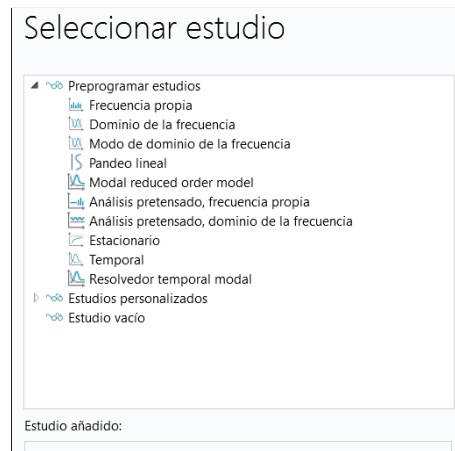 Seleccionar estudio
Preprogramar estudios
Frecuencia propia
Dominio de la frecuencia
Modo de dominio de la frecuencia
Pandeo lineal
Modal reduced order model
Análisis pretensado, frecuencia propia
Análisis pretensado, dominio de la frecuencia
Estacionario
Temporal
Resolvedor temporal modal
Estudios personalizados
Estudio vacío
Estudio añadido: